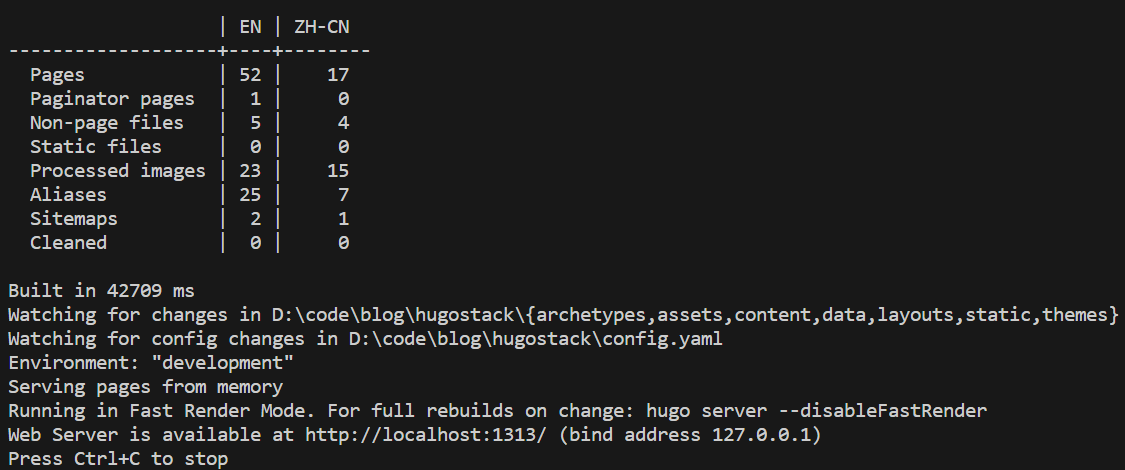 | EN | ZH-CN
-------------------+----+--------
  Pages            | 52 |    17
  Paginator pages  |  1 |     0
  Non-page files   |  5 |     4
  Static files     |  0 |     0
  Processed images | 23 |    15
  Aliases          | 25 |     7
  Sitemaps         |  2 |     1
  Cleaned          |  0 |     0

Built in 42709 ms
Watching for changes in D:\code\blog\hugostack\{archetypes,assets,content,data,layouts,static,themes}
Watching for config changes in D:\code\blog\hugostack\config.yaml
Environment: "development"
Serving pages from memory
Running in Fast Render Mode. For full rebuilds on change: hugo server --disableFastRender
Web Server is available at http://localhost:1313/ (bind address 127.0.0.1)
Press Ctrl+C to stop